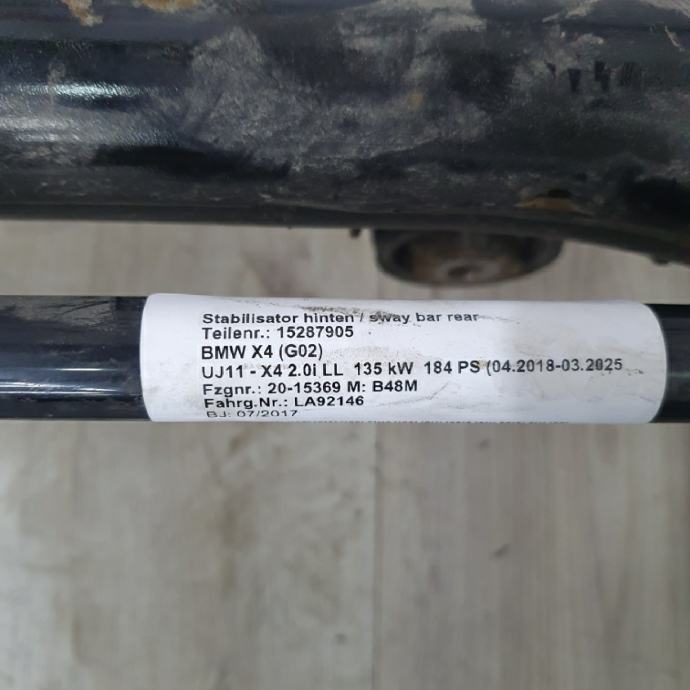 Stabilisator hinten / sway bar rear
Teilenr.: 15287905
BMW X4 (G02)
UJ11 - X4 2.0i LL 135 kW 184 PS (04.2018-03.2025
Fzgnr.: 20-15369 M: B48M
Fahrg.Nr.: LA92146
BJ: 07/2017